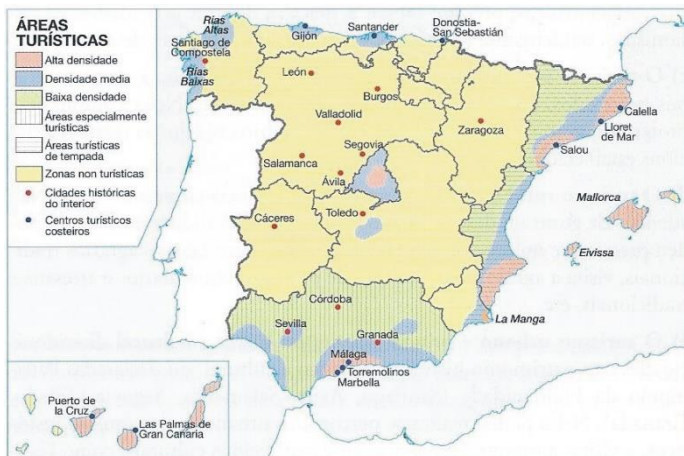 ÁREAS
TURÍSTICAS
Alta densidade
Densidade media
Baixa densidade
Áreas especialmente
turísticas
Áreas turísticas
de tempada
Zonas non turísticas
Cidades históricas
do interior
Centros turísticos
costeiros
Rías
Altas
Santiago de
Compostela
Rías
Baixas
Gijón
Santander
Donostia-
San Sebastián
León
Burgos
Valladolid
Zaragoza
Segovia
Salamanca
Ávila
Calella
Lloret
de Mar
Salou
Toledo
Cáceres
Mallorca
Eivissa
Córdoba
La Manga
Sevilla
Granada
Málaga
Torremolinos
Marbella
Puerto de
la Cruz
Las Palmas de
Gran Canaria